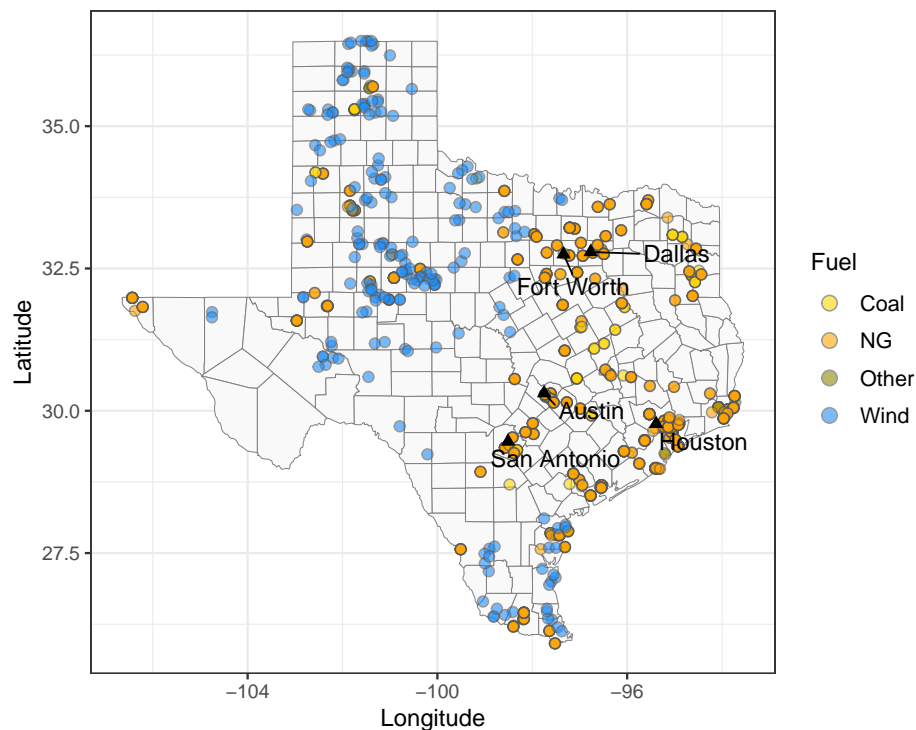 35.0
32.5
30.0
27.5
Latitude
−104
−100
−96
Longitude
Dallas
Fort Worth
Austin
Houston
San Antonio
Fuel
Coal
NG
Other
Wind